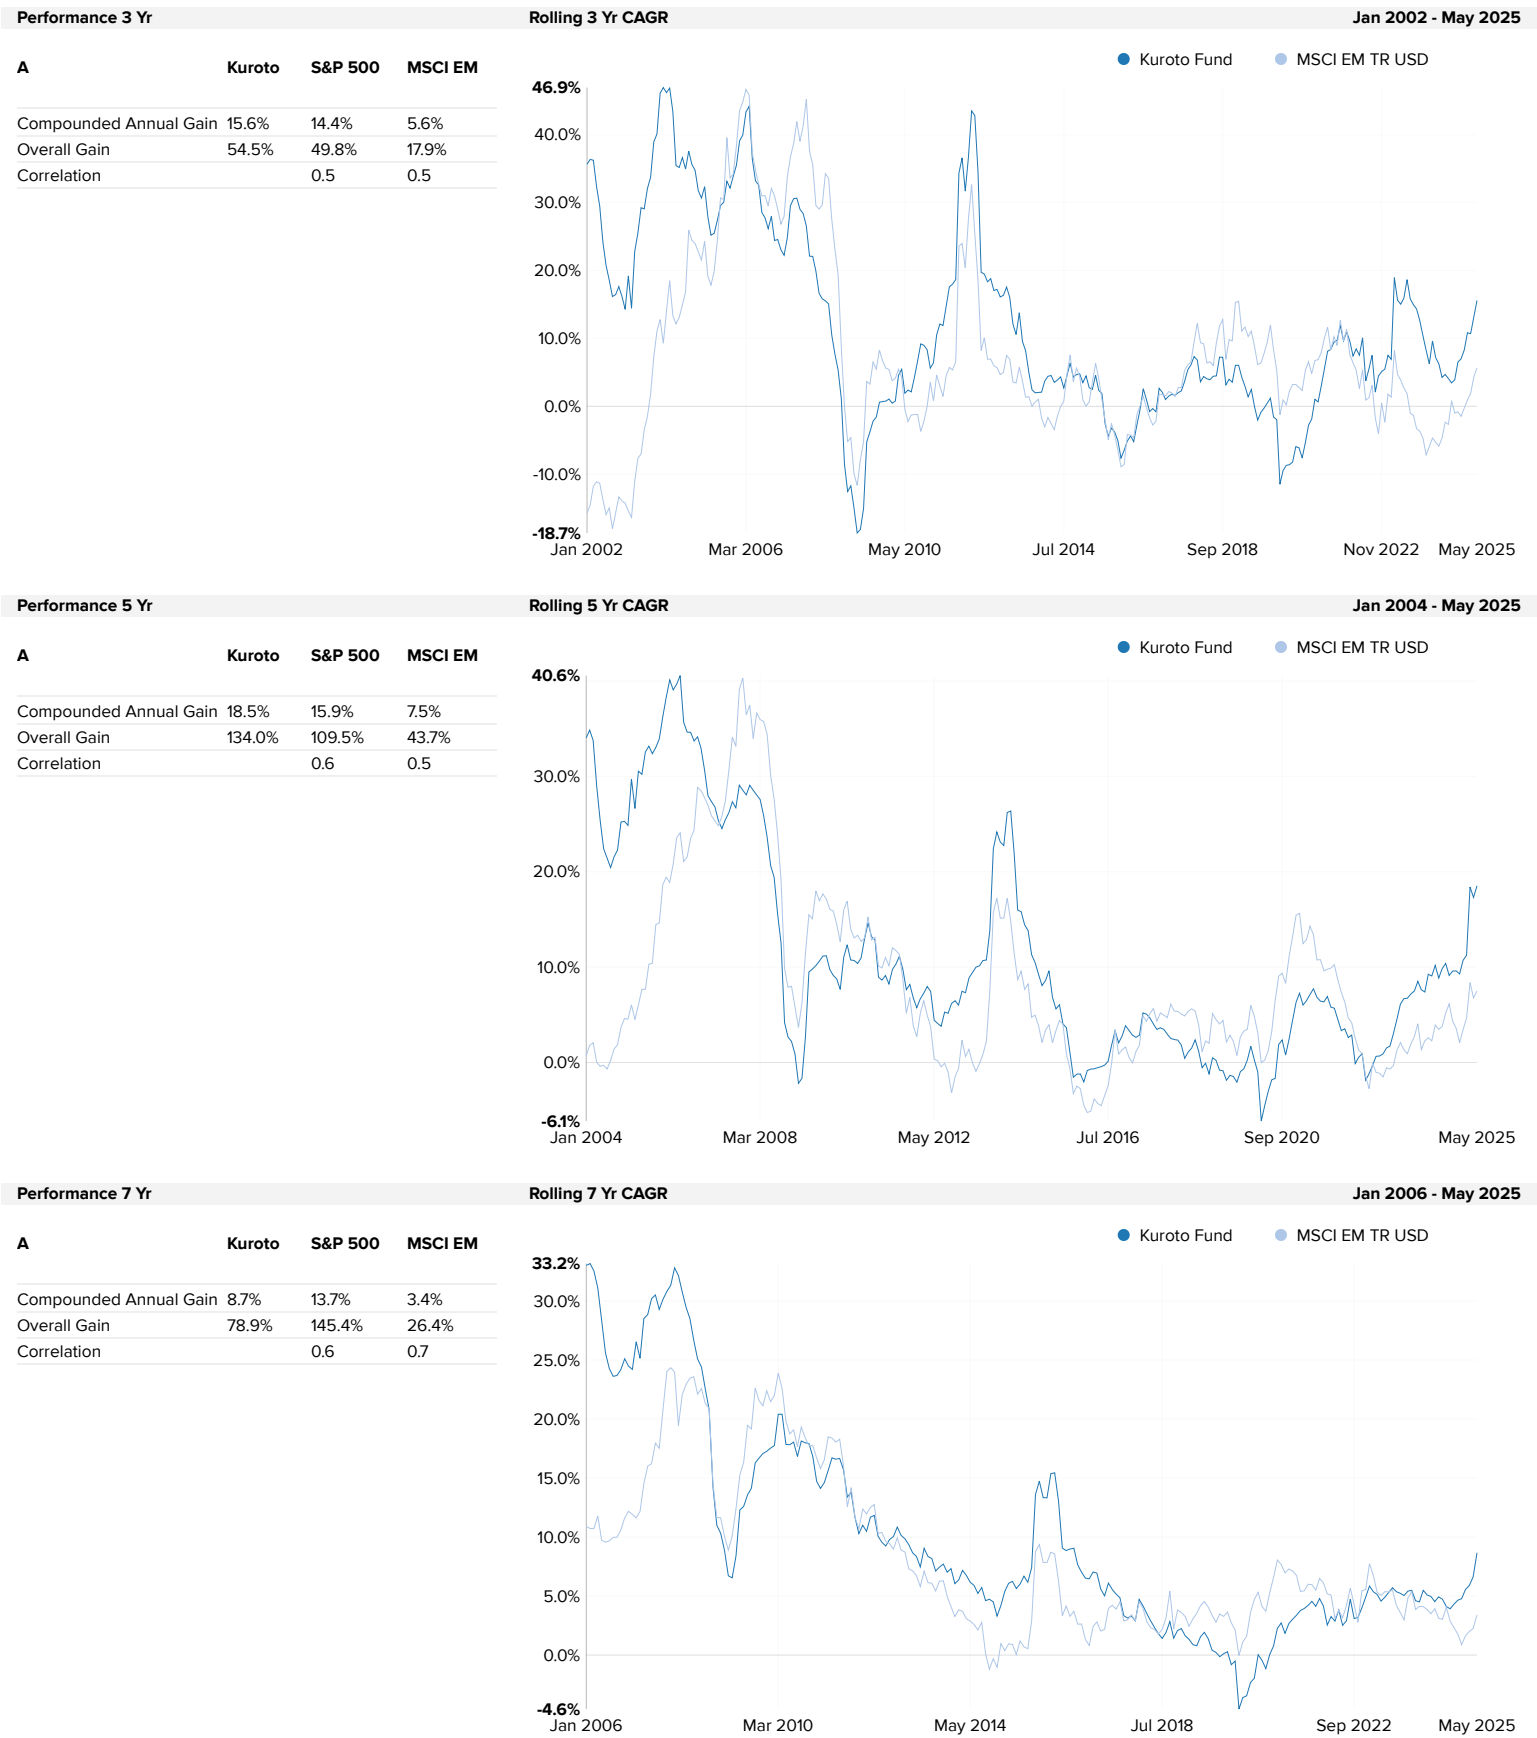 Performance 3 Yr
Rolling 3 Yr CAGR
Jan 2002 - May 2025
A Kuroto S&P 500 MSCI EM
Compounded Annual Gain 15.6% 14.4% 5.6%
Overall Gain 54.5% 49.8% 17.9%
Correlation 0.5 0.5
Kuroto Fund MSCI EM TR USD
46.9%
40.0%
30.0%
20.0%
10.0%
0.0%
-10.0%
-18.7%
Jan 2002 Mar 2006 May 2010 Jul 2014 Sep 2018 Nov 2022 May 2025
Performance 5 Yr
Rolling 5 Yr CAGR
Jan 2004 - May 2025
A Kuroto S&P 500 MSCI EM
Compounded Annual Gain 18.5% 15.9% 7.5%
Overall Gain 134.0% 109.5% 43.7%
Correlation 0.6 0.5
Kuroto Fund MSCI EM TR USD
40.6%
30.0%
20.0%
10.0%
0.0%
-6.1%
Jan 2004 Mar 2008 May 2012 Jul 2016 Sep 2020 May 2025
Performance 7 Yr
Rolling 7 Yr CAGR
Jan 2006 - May 2025
A Kuroto S&P 500 MSCI EM
Compounded Annual Gain 8.7% 13.7% 3.4%
Overall Gain 78.9% 145.4% 26.4%
Correlation 0.6 0.7
Kuroto Fund MSCI EM TR USD
33.2%
30.0%
25.0%
20.0%
15.0%
10.0%
5.0%
0.0%
-4.6%
Jan 2006 Mar 2010 May 2014 Jul 2018 Sep 2022 May 2025